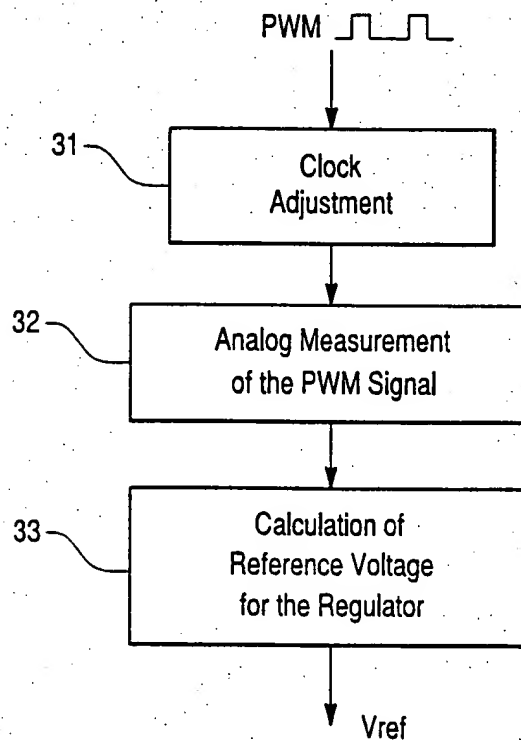 PWM
31
Clock
Adjustment
32
Analog Measurement
of the PWM Signal
33
Calculation of
Reference Voltage
for the Regulator
Vref